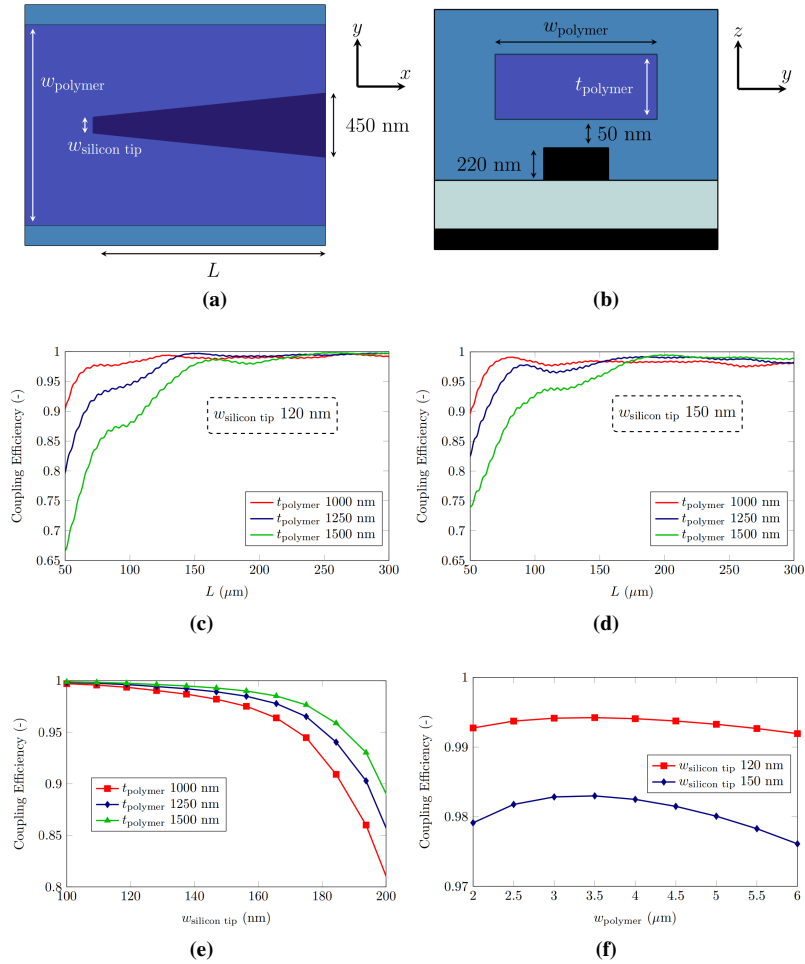 y
x
w_polymer
w_silicon tip
450 nm
L
(a)
w_polymer
t_polymer
50 nm
220 nm
z
y
(b)
1
0.95
0.9
0.85
0.8
0.75
0.7
0.65
50 100 150 200 250 300
Coupling Efficiency (-)
L (μm)
w_silicon tip 120 nm
t_polymer 1000 nm
t_polymer 1250 nm
t_polymer 1500 nm
(c)
1
0.95
0.9
0.85
0.8
0.75
0.7
0.65
50 100 150 200 250 300
Coupling Efficiency (-)
L (μm)
w_silicon tip 150 nm
t_polymer 1000 nm
t_polymer 1250 nm
t_polymer 1500 nm
(d)
1
0.95
0.9
0.85
0.8
100 120 140 160 180 200
Coupling Efficiency (-)
w_silicon tip (nm)
t_polymer 1000 nm
t_polymer 1250 nm
t_polymer 1500 nm
(e)
1
0.99
0.98
0.97
2 2.5 3 3.5 4 4.5 5 5.5 6
Coupling Efficiency (-)
w_polymer (μm)
w_silicon tip 120 nm
w_silicon tip 150 nm
(f)